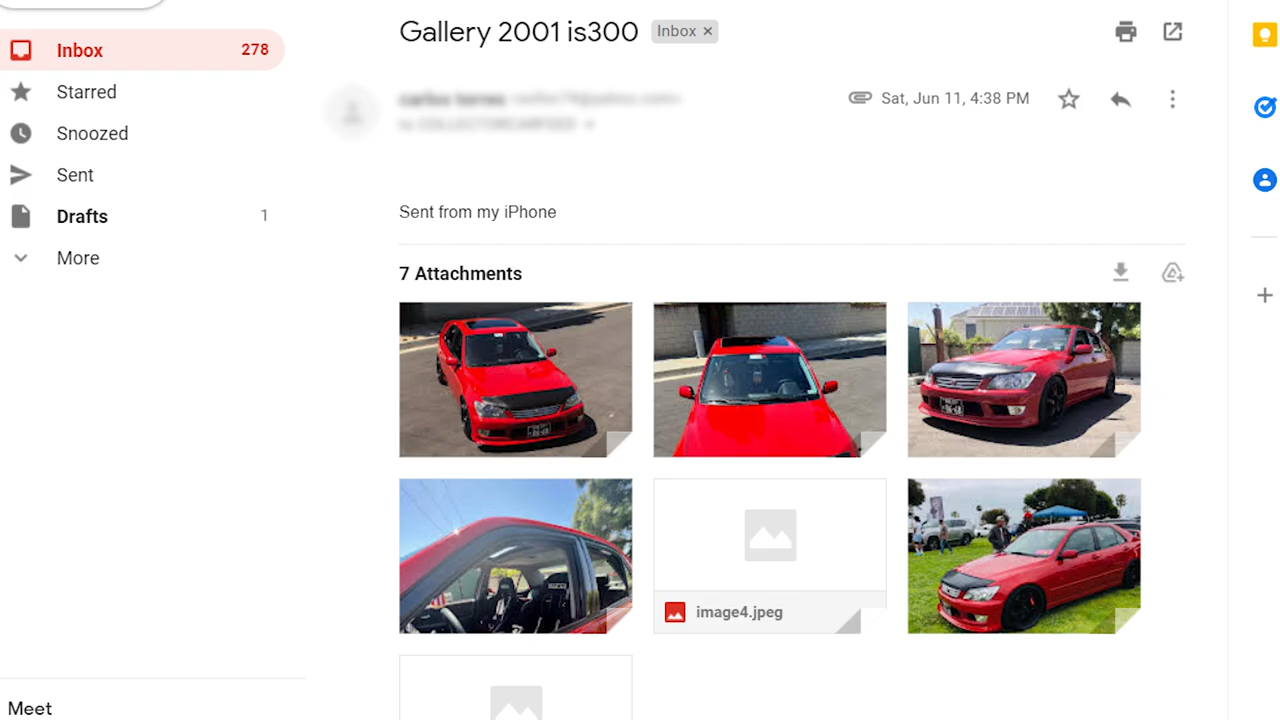 Gallery 2001 is300
Inbox ×
Inbox 278
Starred
Snoozed
Sent
Drafts 1
More
Sat, Jun 11, 4:38 PM
Sent from my iPhone
7 Attachments
image4.jpeg
Meet